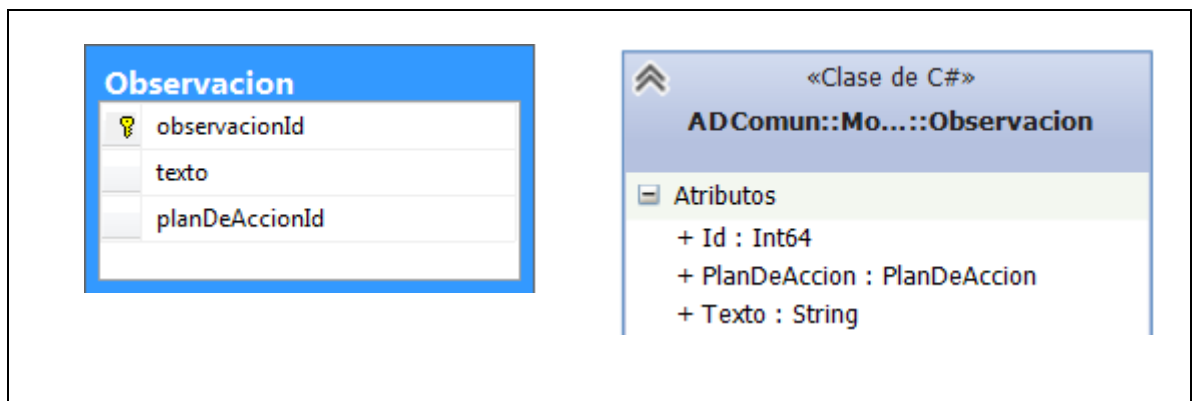 Observacion
observacionId
texto
planDeAccionId
«Clase de C#»
ADComun::Mo...::Observacion
Atributos
+ Id : Int64
+ PlanDeAccion : PlanDeAccion
+ Texto : String